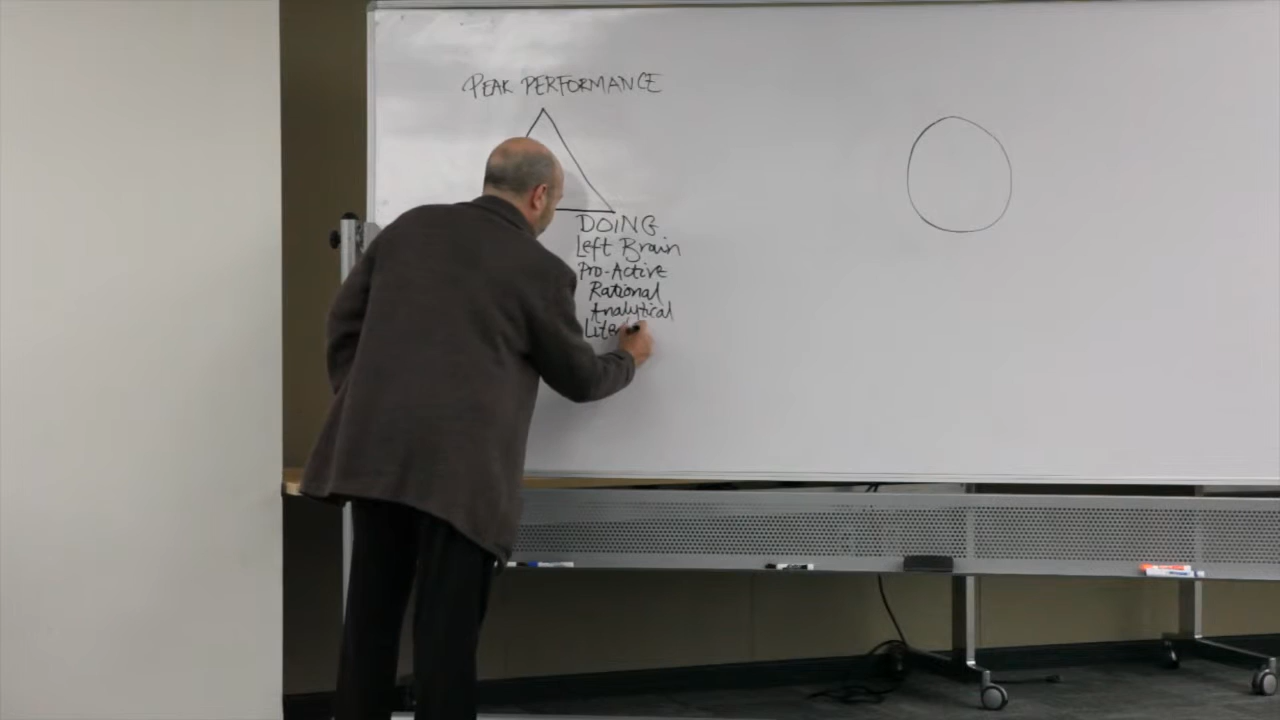 PEAK PERFORMANCE
DOING
Left Brain
Pro-Active
Rational
Analytical